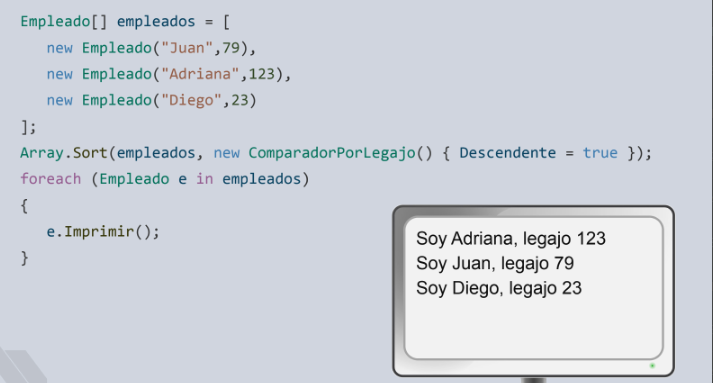 Empleado[] empleados = [
new Empleado("Juan",79),
new Empleado("Adriana",123),
new Empleado("Diego",23)
];
Array.Sort(empleados, new ComparadorPorLegajo() { Descendente = true });
foreach (Empleado e in empleados)
{
e.Imprimir();
}
Soy Adriana, legajo 123
Soy Juan, legajo 79
Soy Diego, legajo 23